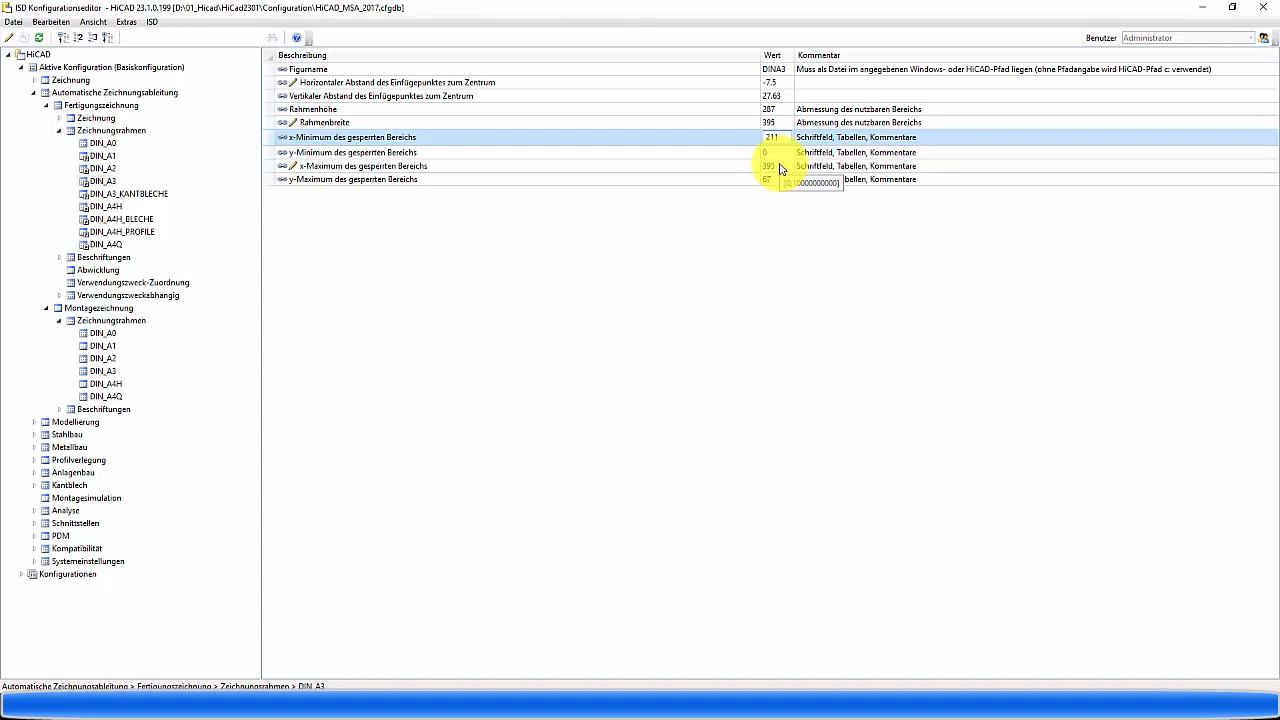 ISD Konfigurationseditor - HiCAD 23.1.0.199 [D:\01_Hicad\HiCad2301\Configuration\HiCAD_MSA_2017.cfgdb]
Datei Bearbeiten Ansicht Extras ISD
Benutzer Administrator
HiCAD
Aktive Konfiguration (Basiskonfiguration)
Zeichnung
Automatische Zeichnungsableitung
Fertigungszeichnung
Zeichnung
Zeichnungsrahmen
DIN_A0
DIN_A1
DIN_A2
DIN_A3
DIN_A3_KANTBLECHE
DIN_A4H
DIN_A4H_BLECHE
DIN_A4H_PROFILE
DIN_A4Q
Beschriftungen
Abwicklung
Verwendungszweck-Zuordnung
Verwendungszweckabhängig
Montagezeichnung
Zeichnungsrahmen
DIN_A0
DIN_A1
DIN_A2
DIN_A3
DIN_A4H
DIN_A4Q
Beschriftungen
Modellierung
Stahlbau
Metallbau
Profilverlegung
Anlagenbau
Kantblech
Montagesimulation
Analyse
Schnittstellen
PDM
Kompatibilität
Systemeinstellungen
Konfigurationen
Beschreibung Wert Kommentar
Figurname DINA3 Muss als Datei im angegebenen Windows- oder HiCAD-Pfad liegen (ohne Pfadangabe wird HiCAD-Pfad c: verwendet)
Horizontaler Abstand des Einfügepunktes zum Zentrum -7.5
Vertikaler Abstand des Einfügepunktes zum Zentrum 27.63
Rahmenhöhe 287 Abmessung des nutzbaren Bereichs
Rahmenbreite 395 Abmessung des nutzbaren Bereichs
x-Minimum des gesperrten Bereichs 211 Schriftfeld, Tabellen, Kommentare
y-Minimum des gesperrten Bereichs 0 Schriftfeld, Tabellen, Kommentare
x-Maximum des gesperrten Bereichs 395 Schriftfeld, Tabellen, Kommentare
y-Maximum des gesperrten Bereichs 67 bellen, Kommentare
Automatische Zeichnungsableitung > Fertigungszeichnung > Zeichnungsrahmen > DIN_A3